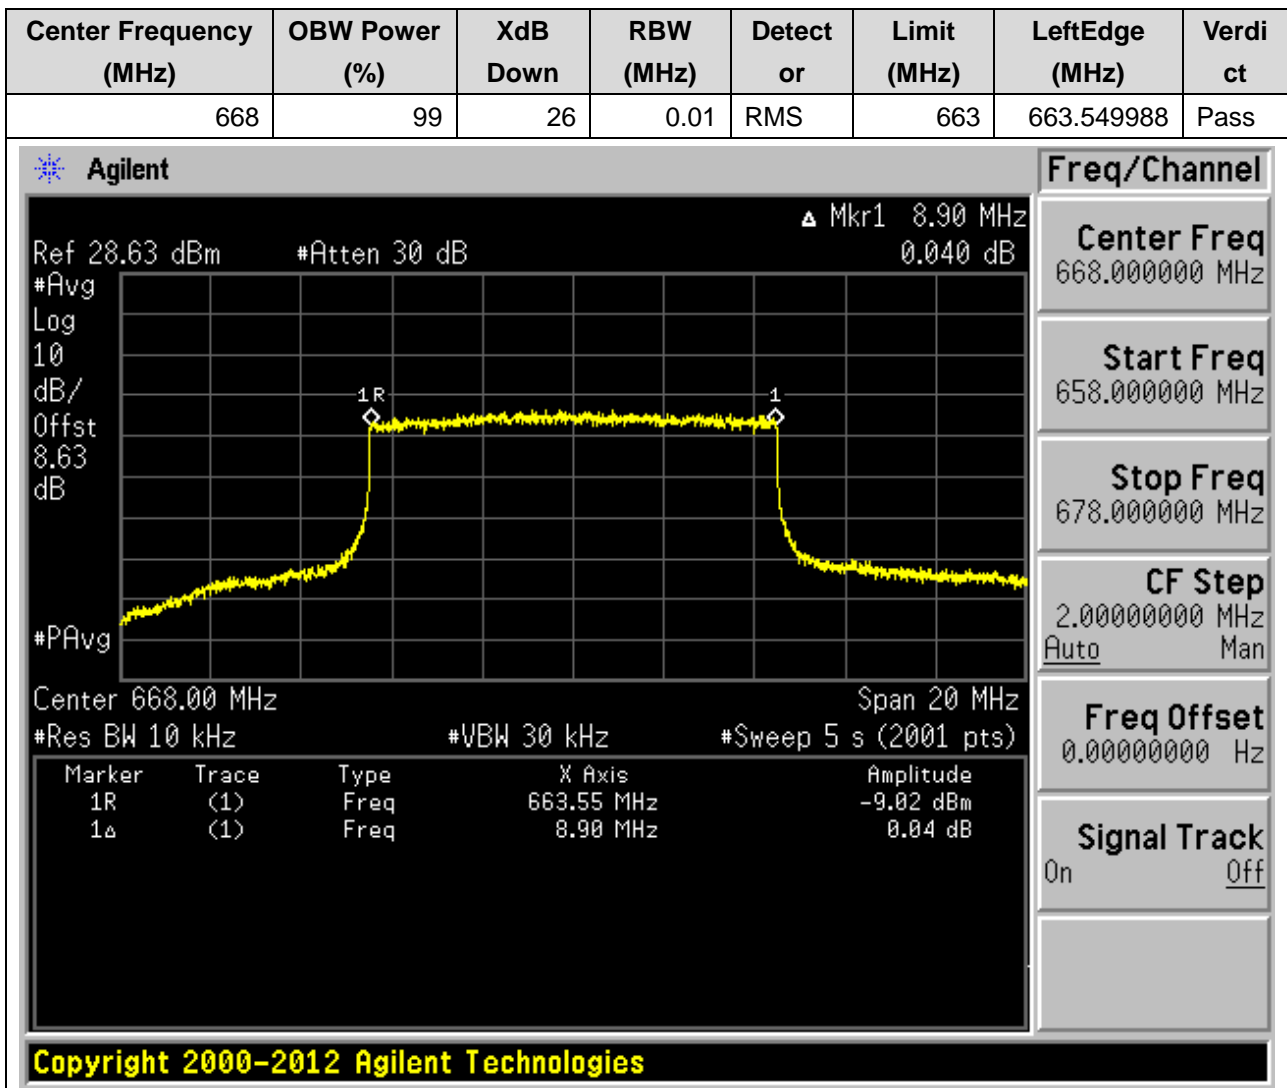 Center Frequency (MHz) OBW Power (%) XdB Down RBW (MHz) Detect or Limit (MHz) LeftEdge (MHz) Verdi ct
668 99 26 0.01 RMS 663 663.549988 Pass
Agilent
Freq/Channel
Δ Mkr1 8.90 MHz
Ref 28.63 dBm #Atten 30 dB 0.040 dB
#Avg
Log
10
dB/
Offst
8.63
dB
#PAvg
1R
1
Center 668.00 MHz Span 20 MHz
#Res BW 10 kHz #VBW 30 kHz #Sweep 5 s (2001 pts)
Marker Trace Type X Axis Amplitude
1R (1) Freq 663.55 MHz -9.02 dBm
1Δ (1) Freq 8.90 MHz 0.04 dB
Center Freq
668.000000 MHz
Start Freq
658.000000 MHz
Stop Freq
678.000000 MHz
CF Step
2.00000000 MHz
Auto Man
Freq Offset
0.00000000 Hz
Signal Track
On Off
Copyright 2000-2012 Agilent Technologies